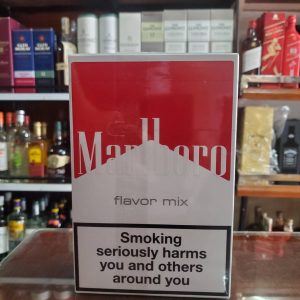 Marlboro
flavor mix
Smoking
seriously harms
you and others
around you